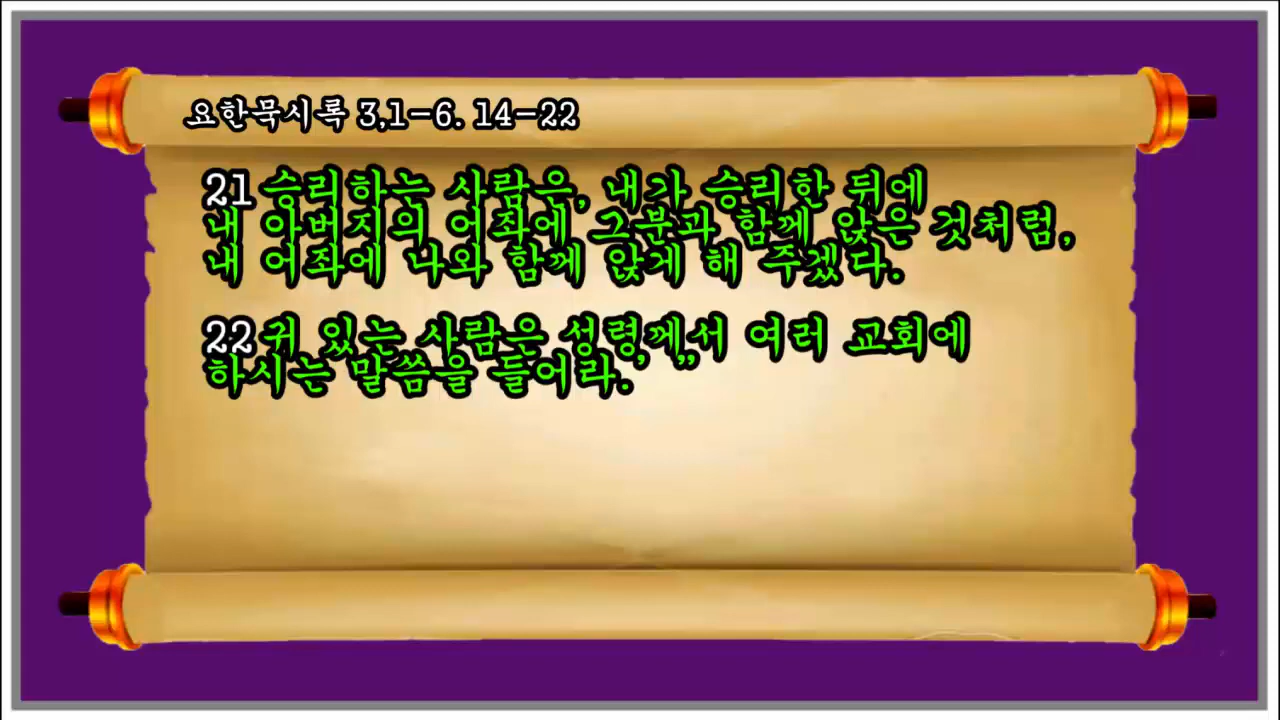 요한묵시록 3,1-6. 14-22
21 승리하는 사람은, 내가 승리한 뒤에
내 아버지의 어좌에 그분과 함께 앉은 것처럼,
내 어좌에 나와 함께 앉게 해 주겠다.
22 귀 있는 사람은 성령께서 여러 교회에
하시는 말씀을 들어라.’ ”